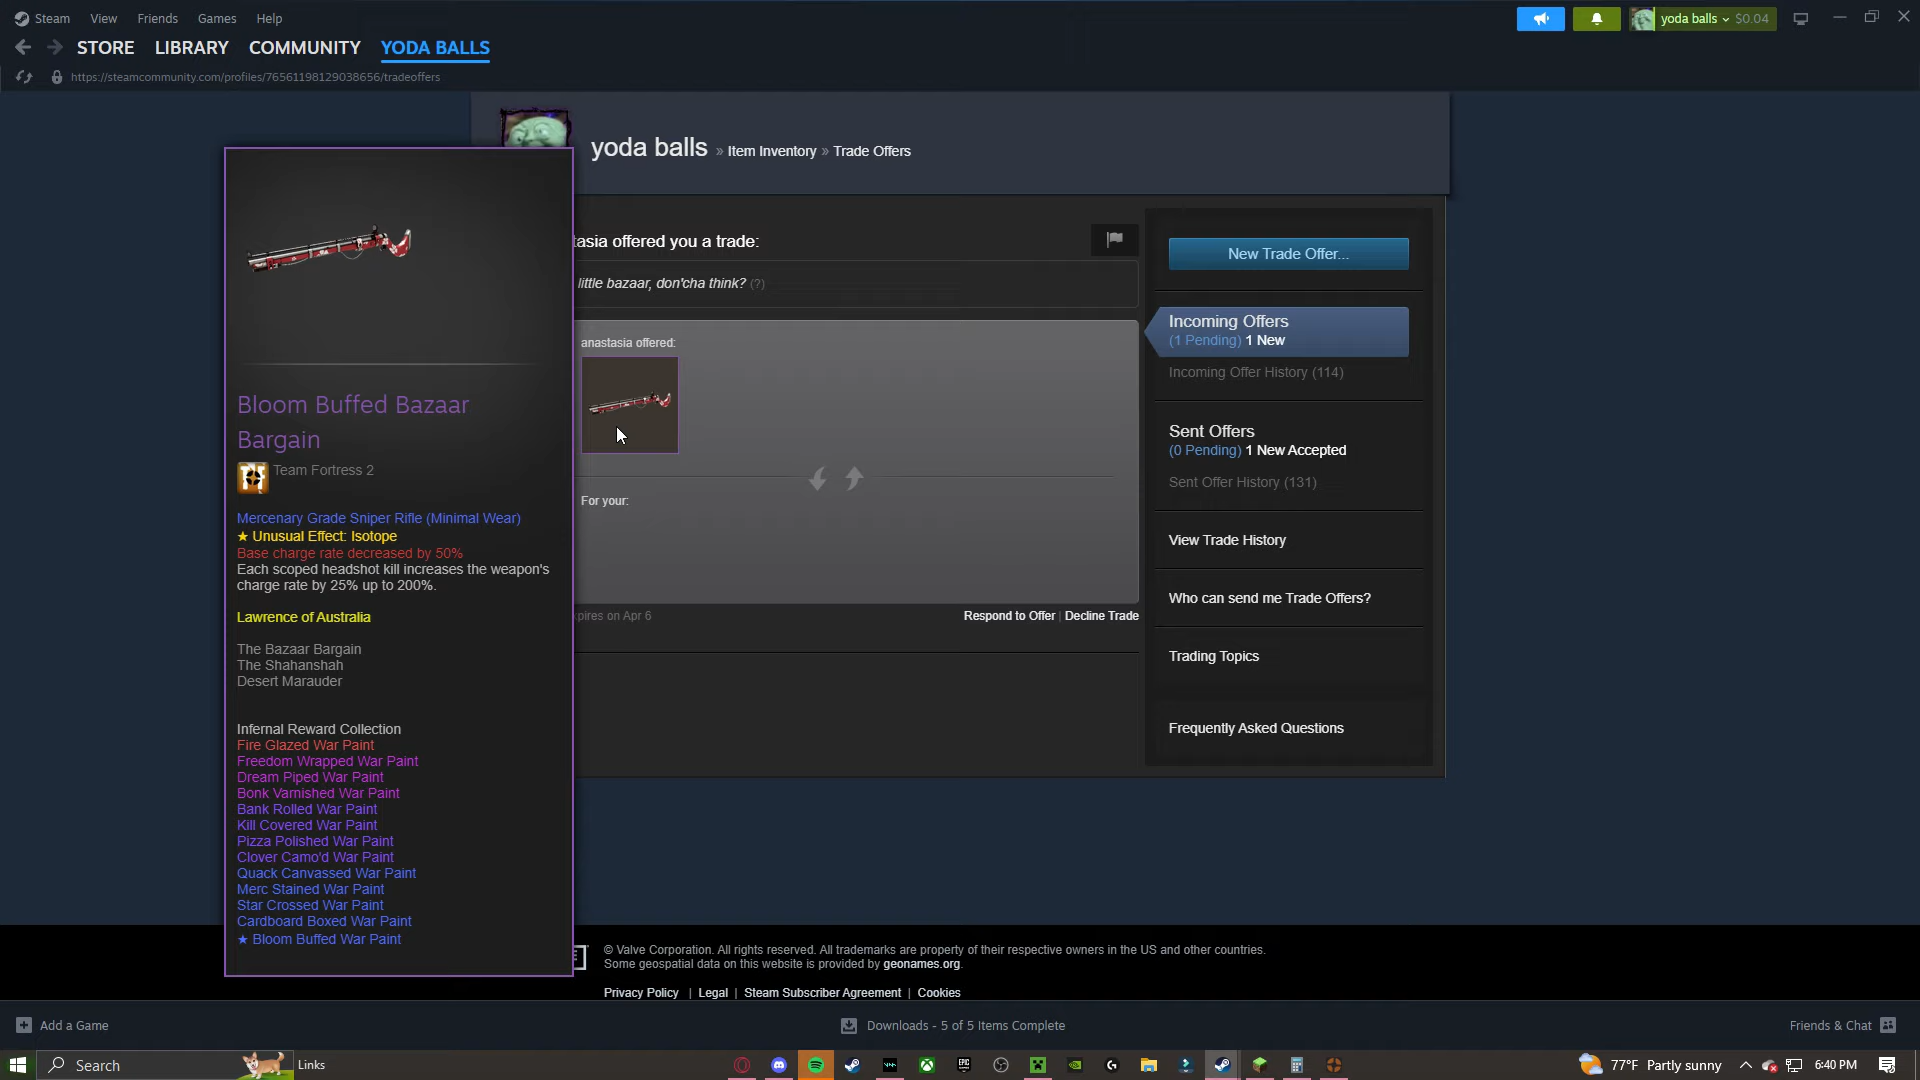 Steam View Friends Games Help
yoda balls $0.04
STORE LIBRARY COMMUNITY YODA BALLS
https://steamcommunity.com/profiles/76561198129038656/tradeoffers
yoda balls » Item Inventory » Trade Offers
Bloom Buffed Bazaar
Bargain
Team Fortress 2
Mercenary Grade Sniper Rifle (Minimal Wear)
★ Unusual Effect: Isotope
Base charge rate decreased by 50%
Each scoped headshot kill increases the weapon's
charge rate by 25% up to 200%.
Lawrence of Australia
The Bazaar Bargain
The Shahanshah
Desert Marauder
Infernal Reward Collection
Fire Glazed War Paint
Freedom Wrapped War Paint
Dream Piped War Paint
Bonk Varnished War Paint
Bank Rolled War Paint
Kill Covered War Paint
Pizza Polished War Paint
Clover Camo'd War Paint
Quack Canvassed War Paint
Merc Stained War Paint
Star Crossed War Paint
Cardboard Boxed War Paint
★ Bloom Buffed War Paint
tasia offered you a trade:
little bazaar, don'cha think? (?)
anastasia offered:
For your:
xpires on Apr 6
Respond to Offer | Decline Trade
New Trade Offer...
Incoming Offers
(1 Pending) 1 New
Incoming Offer History (114)
Sent Offers
(0 Pending) 1 New Accepted
Sent Offer History (131)
View Trade History
Who can send me Trade Offers?
Trading Topics
Frequently Asked Questions
© Valve Corporation. All rights reserved. All trademarks are property of their respective owners in the US and other countries.
Some geospatial data on this website is provided by geonames.org.
Privacy Policy | Legal | Steam Subscriber Agreement | Cookies
Add a Game
Downloads - 5 of 5 Items Complete
Friends & Chat
Search
Links
77°F Partly sunny
6:40 PM